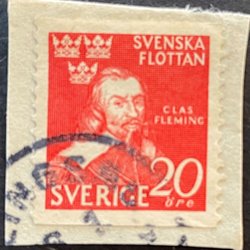 SVENSKA
FLOTTAN
CLAS
FLEMING
SVERIGE 20
öre